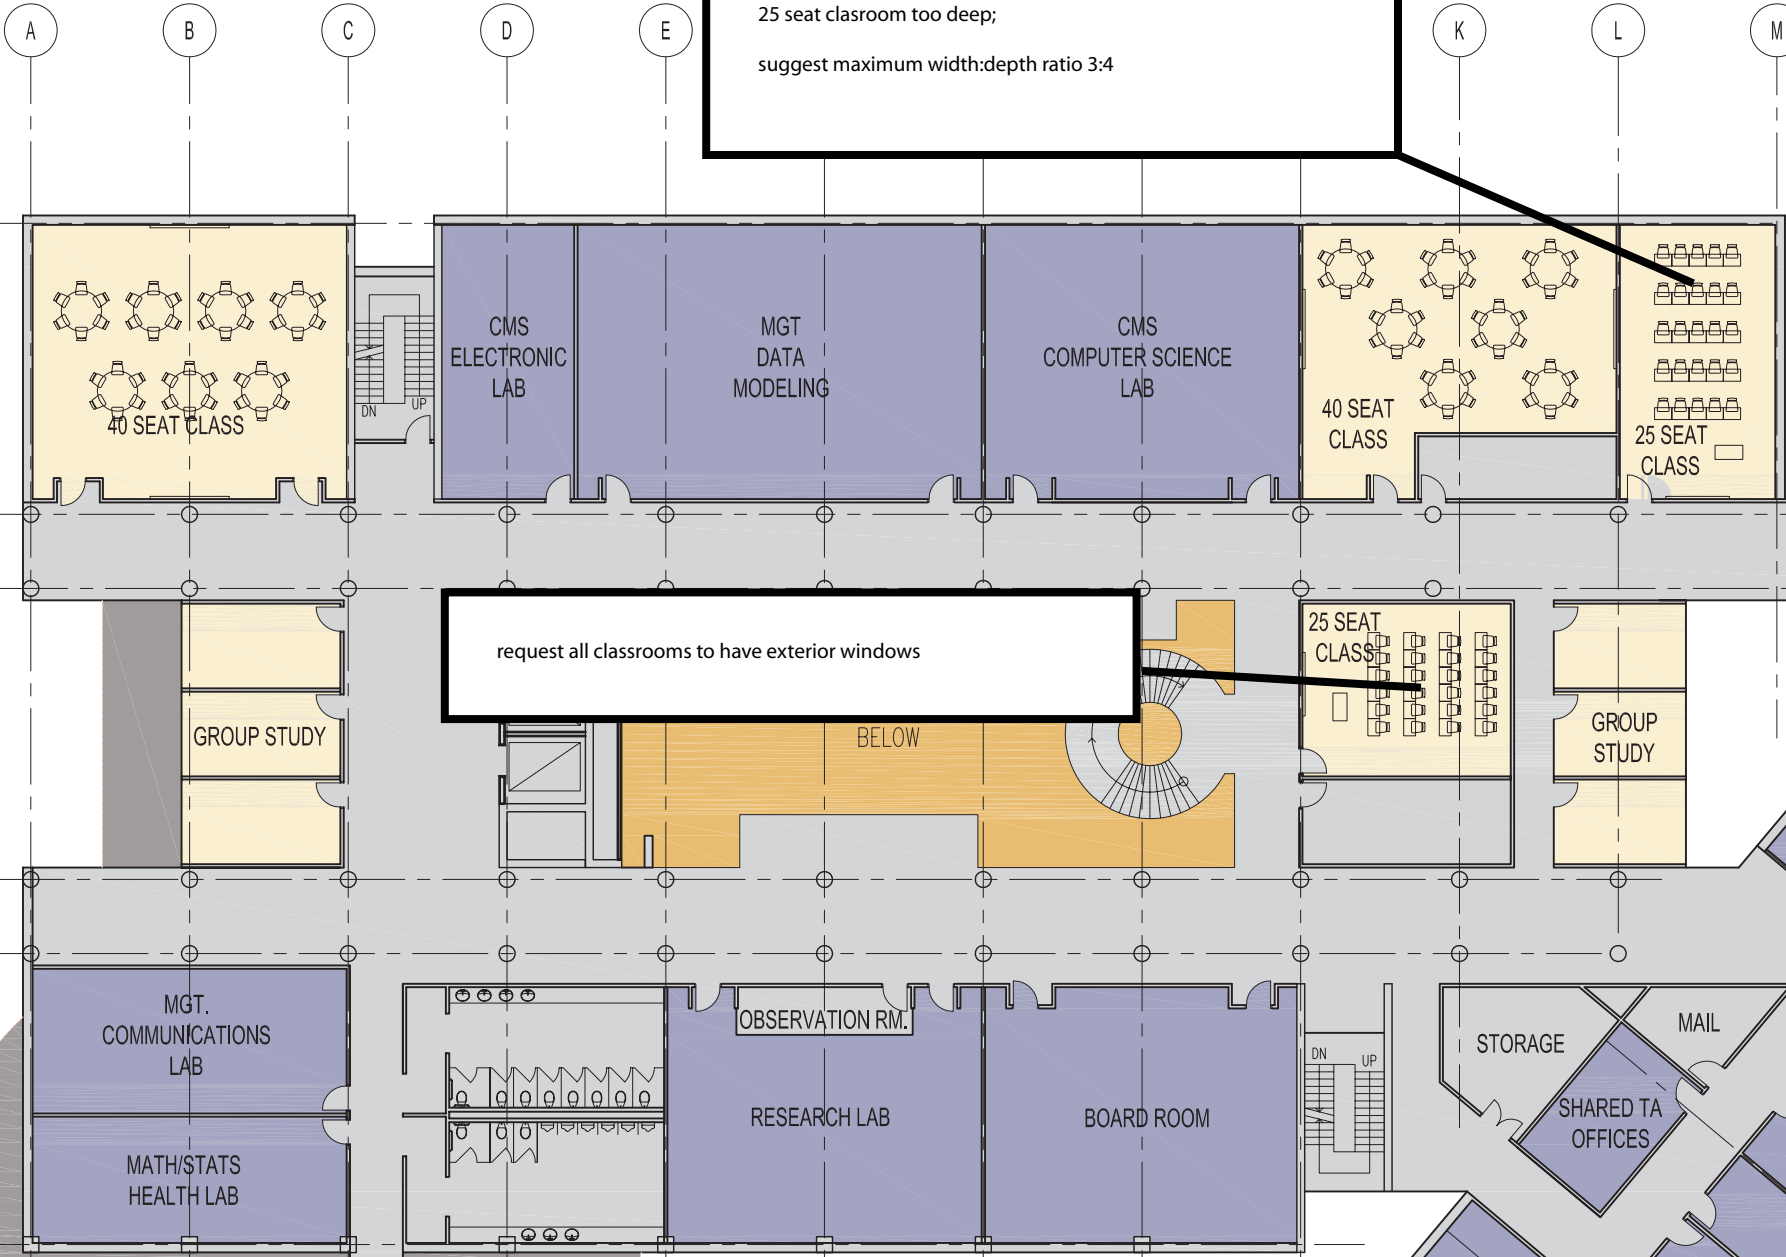 25 seat clasroom too deep;
suggest maximum width:depth ratio 3:4
A
B
C
D
E
K
L
M
CMS
ELECTRONIC
LAB
MGT
DATA
MODELING
CMS
COMPUTER SCIENCE
LAB
40 SEAT CLASS
DN
UP
40 SEAT
CLASS
25 SEAT
CLASS
request all classrooms to have exterior windows
25 SEAT
CLASS
GROUP STUDY
BELOW
GROUP
STUDY
MGT.
COMMUNICATIONS
LAB
OBSERVATION RM.
STORAGE
MAIL
DN
UP
RESEARCH LAB
BOARD ROOM
SHARED TA
OFFICES
MATH/STATS
HEALTH LAB